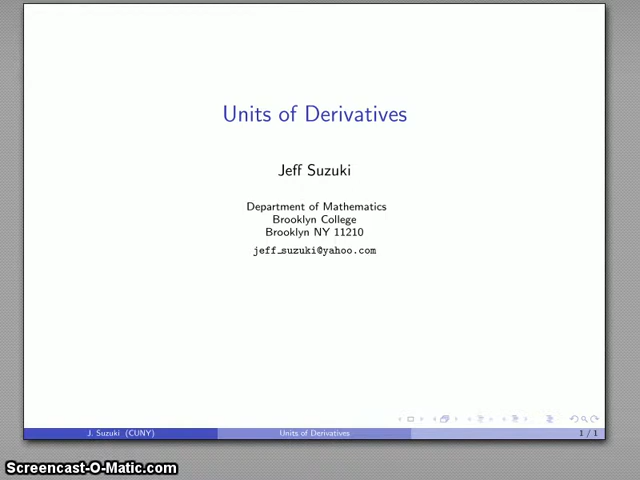 Units of Derivatives
Jeff Suzuki
Department of Mathematics
Brooklyn College
Brooklyn NY 11210
jeff_suzuki@yahoo.com
J. Suzuki (CUNY)
Units of Derivatives
1 / 1
Screencast-O-Matic.com